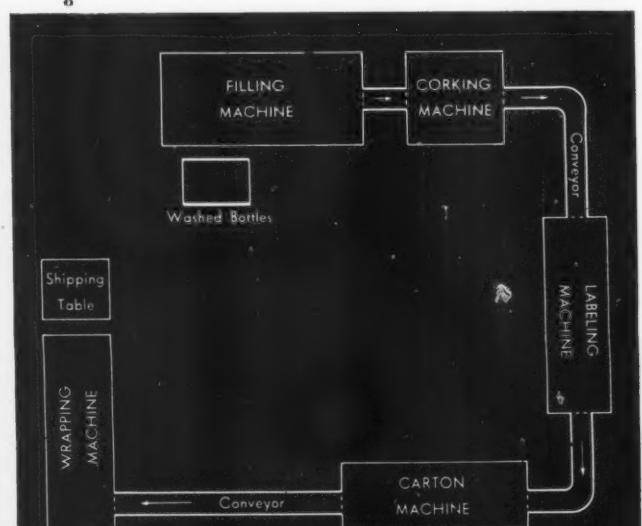 FILLING
MACHINE
CORKING
MACHINE
Conveyor
Washed Bottles
LABELING
MACHINE
Shipping
Table
WRAPPING
MACHINE
CARTON
MACHINE
Conveyor